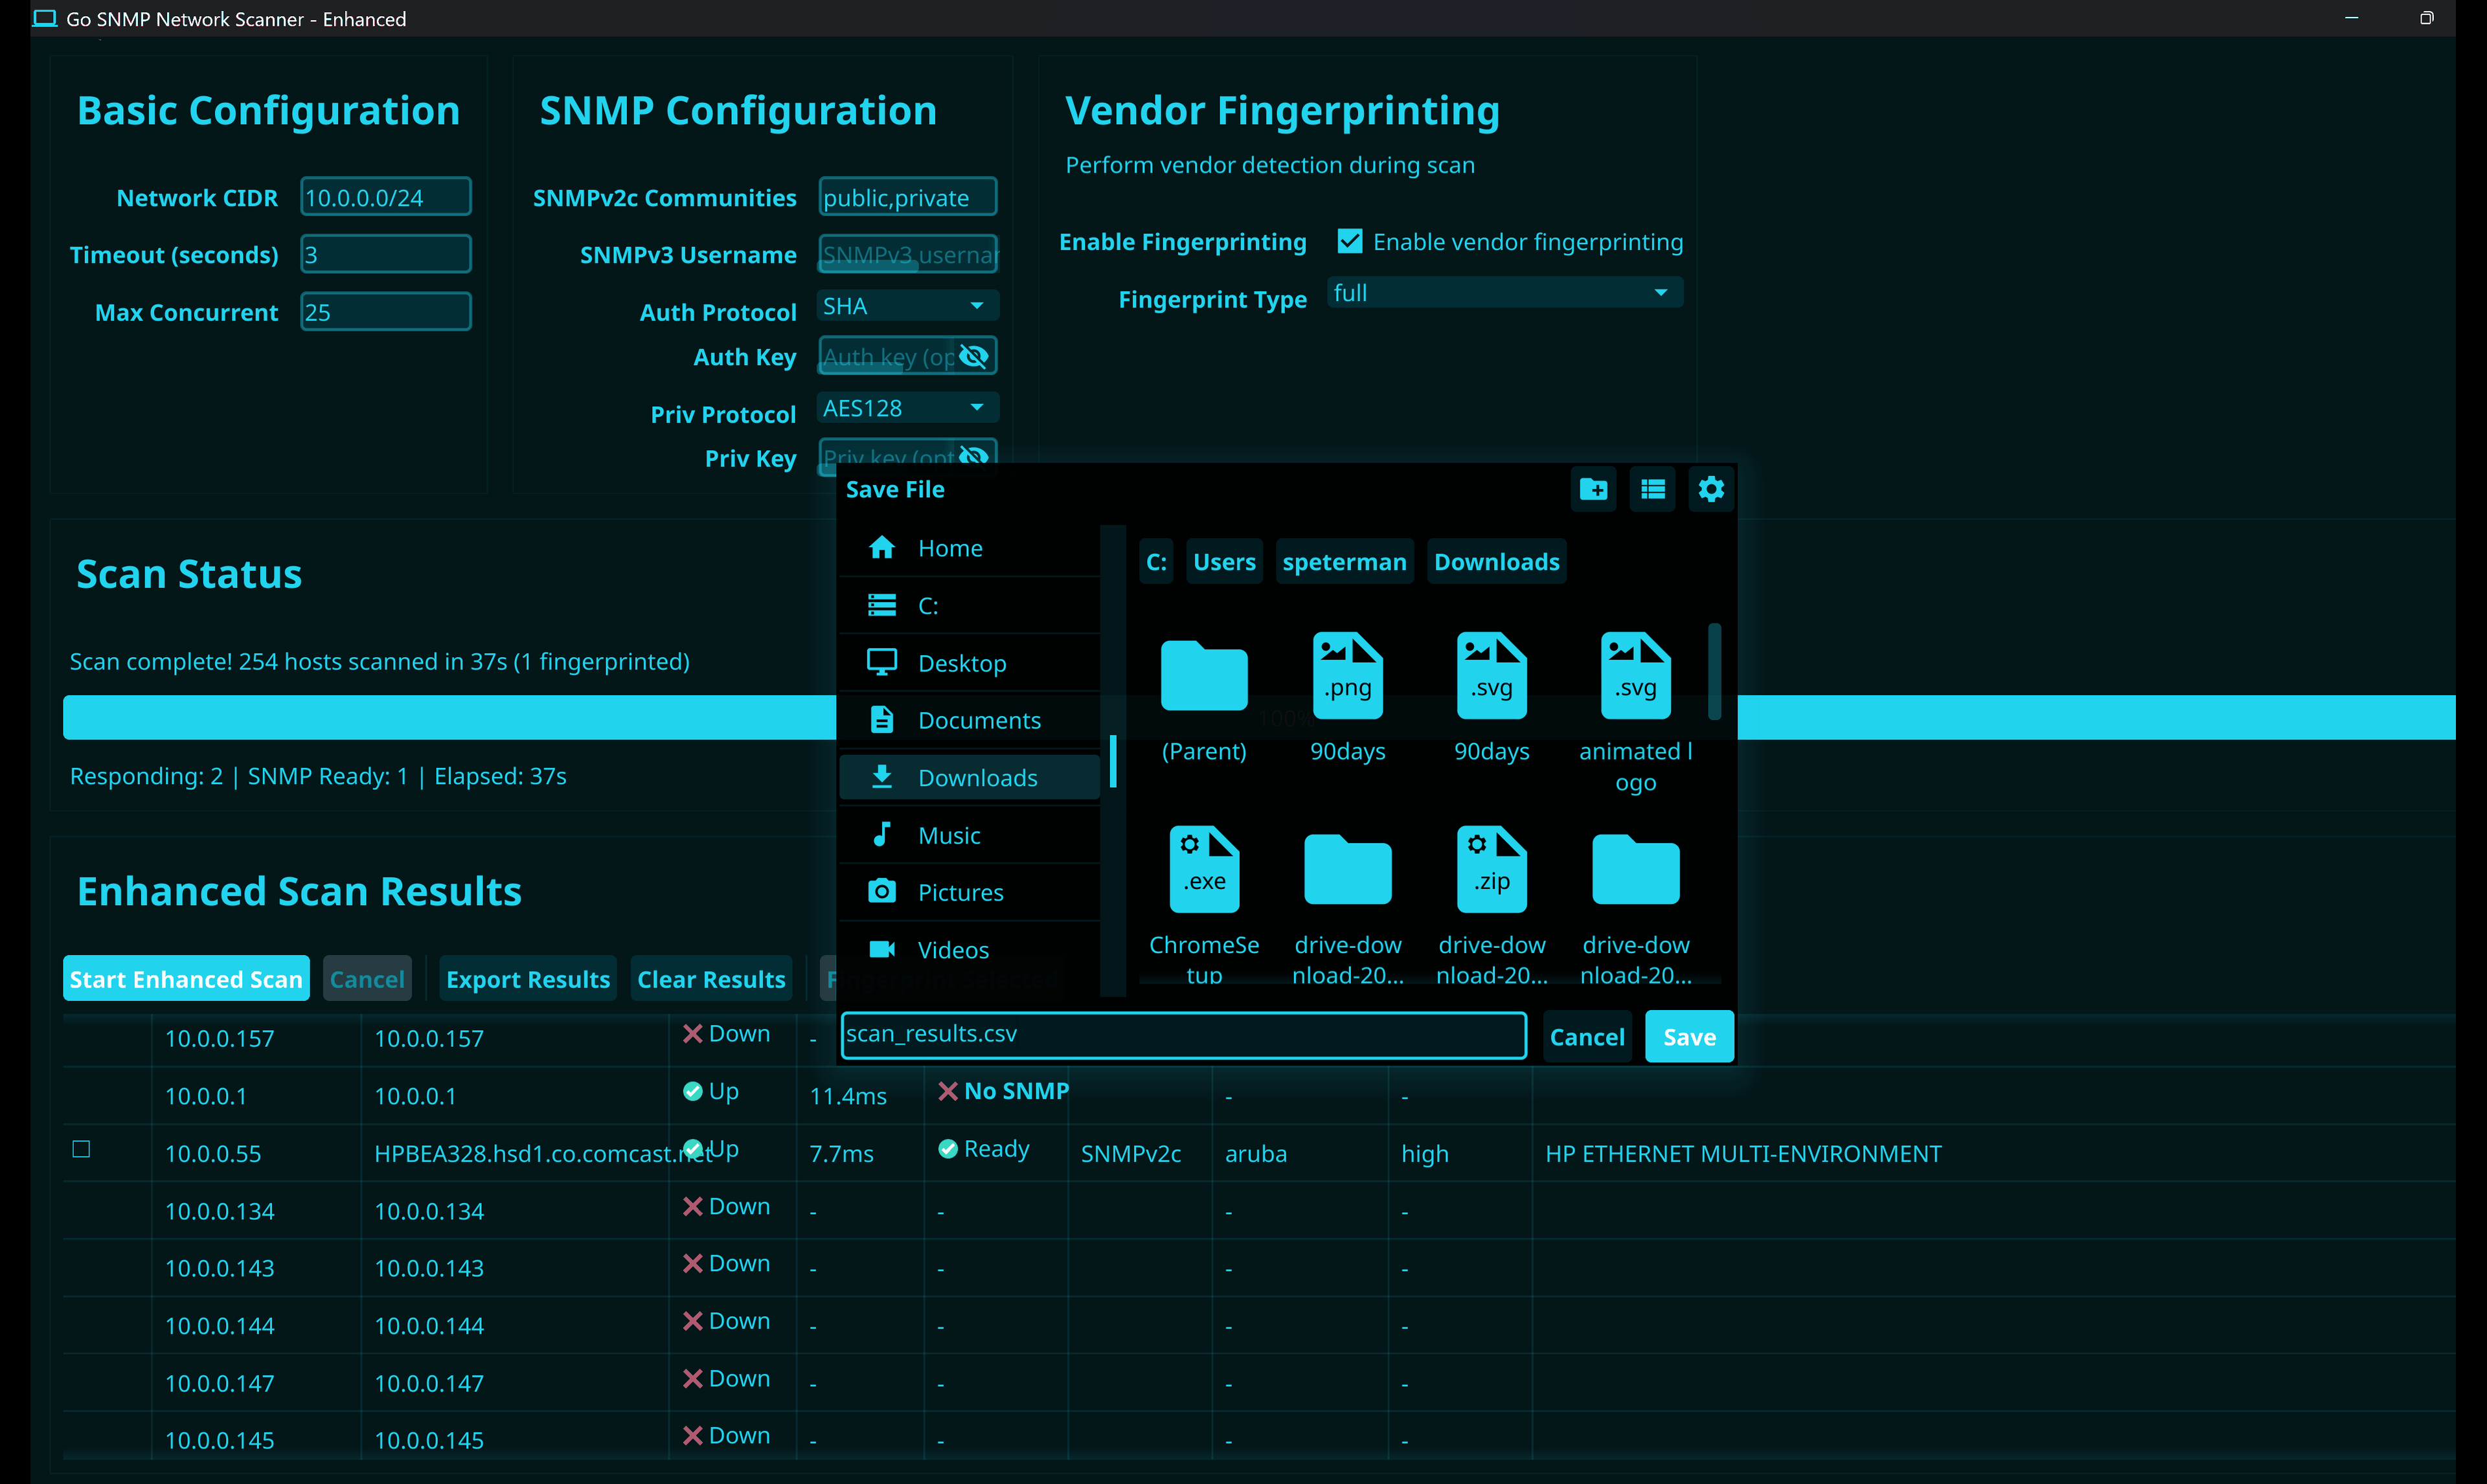 Go SNMP Network Scanner - Enhanced
Basic Configuration
Network CIDR 10.0.0.0/24
Timeout (seconds) 3
Max Concurrent 25
SNMP Configuration
SNMPv2c Communities public,private
SNMPv3 Username SNMPv3 usernar
Auth Protocol SHA
Auth Key Auth key (op
Priv Protocol AES128
Priv Key Priv key (opt
Vendor Fingerprinting
Perform vendor detection during scan
Enable Fingerprinting Enable vendor fingerprinting
Fingerprint Type full
Scan Status
Scan complete! 254 hosts scanned in 37s (1 fingerprinted)
100%
Responding: 2 | SNMP Ready: 1 | Elapsed: 37s
Save File
Home
C:
Desktop
Documents
Downloads
Music
Pictures
Videos
C: Users speterman Downloads
.png .svg .svg
(Parent) 90days 90days animated l
ogo
.exe .zip
ChromeSe drive-dow drive-dow drive-dow
tup nload-20... nload-20... nload-20...
scan_results.csv Cancel Save
Enhanced Scan Results
Start Enhanced Scan Cancel Export Results Clear Results
10.0.0.157 10.0.0.157 Down -
10.0.0.1 10.0.0.1 Up 11.4ms No SNMP - -
10.0.0.55 HPBEA328.hsd1.co.comcast.net Up 7.7ms Ready SNMPv2c aruba high HP ETHERNET MULTI-ENVIRONMENT
10.0.0.134 10.0.0.134 Down - - - -
10.0.0.143 10.0.0.143 Down - - - -
10.0.0.144 10.0.0.144 Down - - - -
10.0.0.147 10.0.0.147 Down - - - -
10.0.0.145 10.0.0.145 Down - - - -